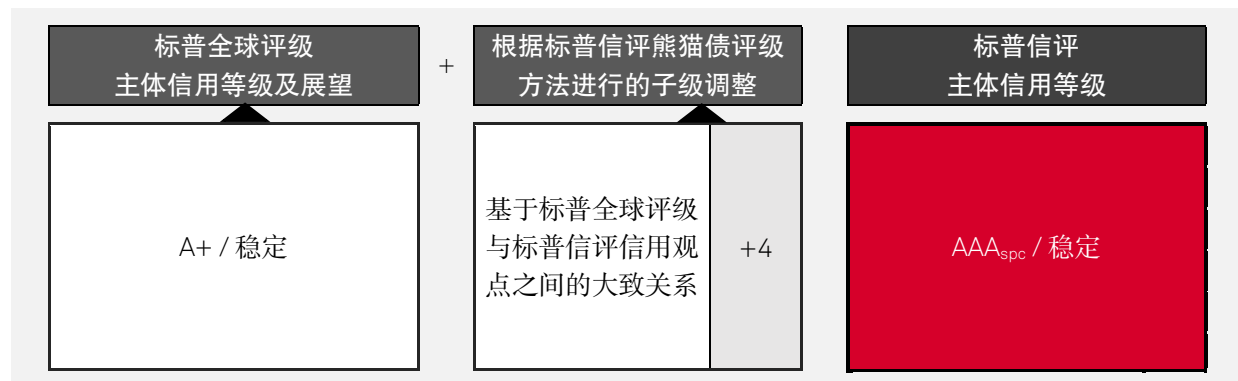 标普全球评级
主体信用等级及展望
+
根据标普信评熊猫债评级
方法进行的子级调整
标普信评
主体信用等级
A+ / 稳定
基于标普全球评级
与标普信评信用观
点之间的大致关系
+4
AAAspc / 稳定